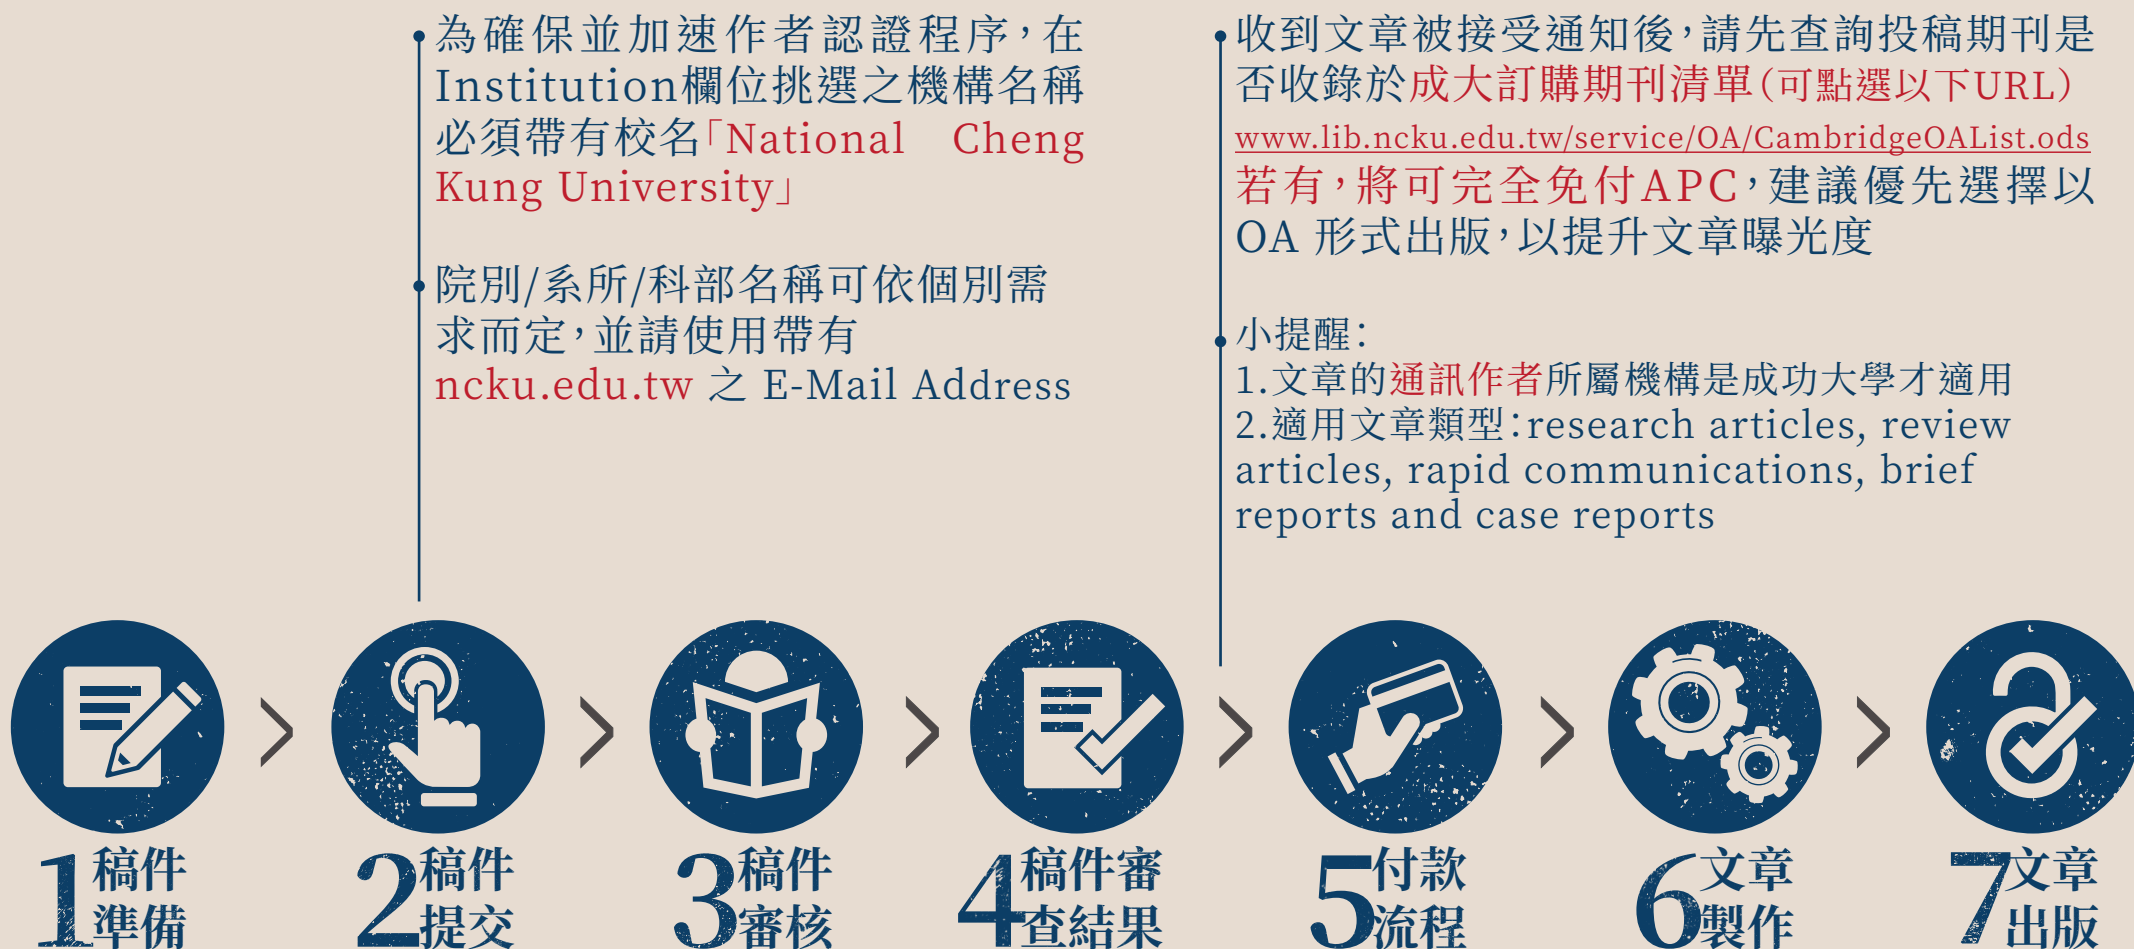 為確保並加速作者認證程序，在
Institution欄位挑選之機構名稱
必須帶有校名「National Cheng
Kung University」
院別/系所/科部名稱可依個別需
求而定，並請使用帶有
ncku.edu.tw 之 E-Mail Address
收到文章被接受通知後，請先查詢投稿期刊是
否收錄於成大訂購期刊清單（可點選以下URL）
www.lib.ncku.edu.tw/service/OA/CambridgeOAList.ods
若有，將可完全免付APC，建議優先選擇以
OA 形式出版，以提升文章曝光度
小提醒：
1.文章的通訊作者所屬機構是成功大學才適用
2.適用文章類型：research articles, review
articles, rapid communications, brief
reports and case reports
1 稿件
準備
2 稿件
提交
3 稿件
審核
4 稿件審
查結果
5 付款
流程
6 文章
製作
7 文章
出版